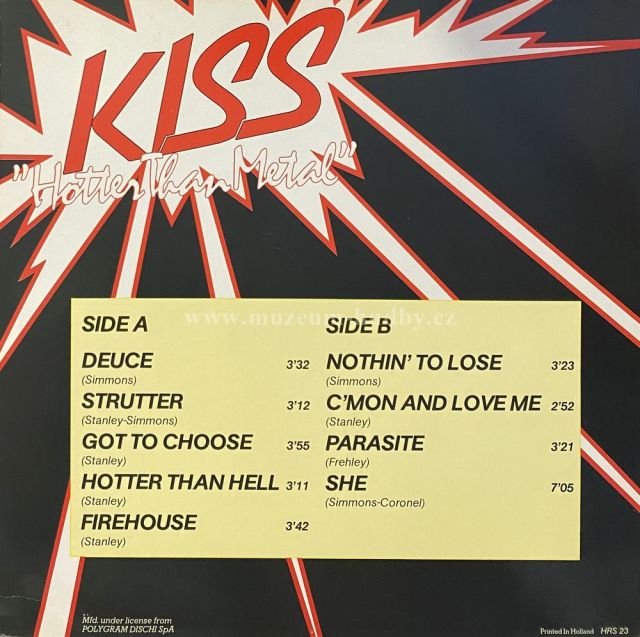 KISS
"Hotter Than Metal"
www.muzeum-hudby.cz
SIDE A
DEUCE 3'32
(Simmons)
STRUTTER 3'12
(Stanley-Simmons)
GOT TO CHOOSE 3'55
(Stanley)
HOTTER THAN HELL 3'11
(Stanley)
FIREHOUSE 3'42
(Stanley)
SIDE B
NOTHIN' TO LOSE 3'23
(Simmons)
C'MON AND LOVE ME 2'52
(Stanley)
PARASITE 3'21
(Frehley)
SHE 7'05
(Simmons-Coronel)
Mfd. under license from
POLYGRAM DISCHI SpA
Printed In Holland HRS 23